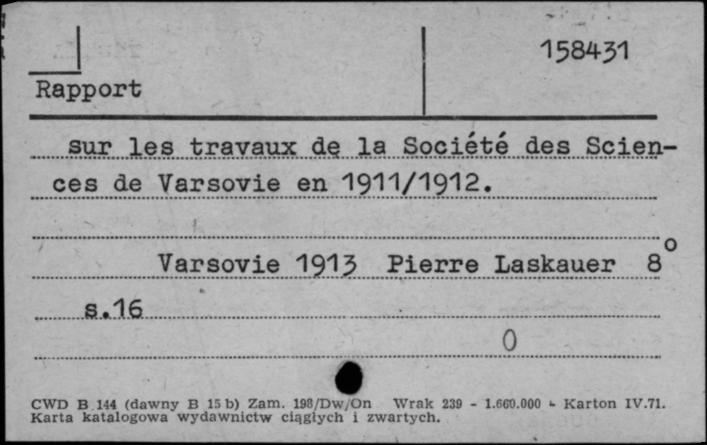 158431
Rapport
sur les travaux de la Société des Scien-
ces de Varsovie en 1911/1912.
Varsovie 1913 Pierre Laskauer 8°
s.16
0
CWD B 144 (dawny B 15 b) Zam. 198/Dw/On Wrak 239 - 1.660.000 - Karton IV.71.
Karta katalogowa wydawnictw ciągłych i zwartych.